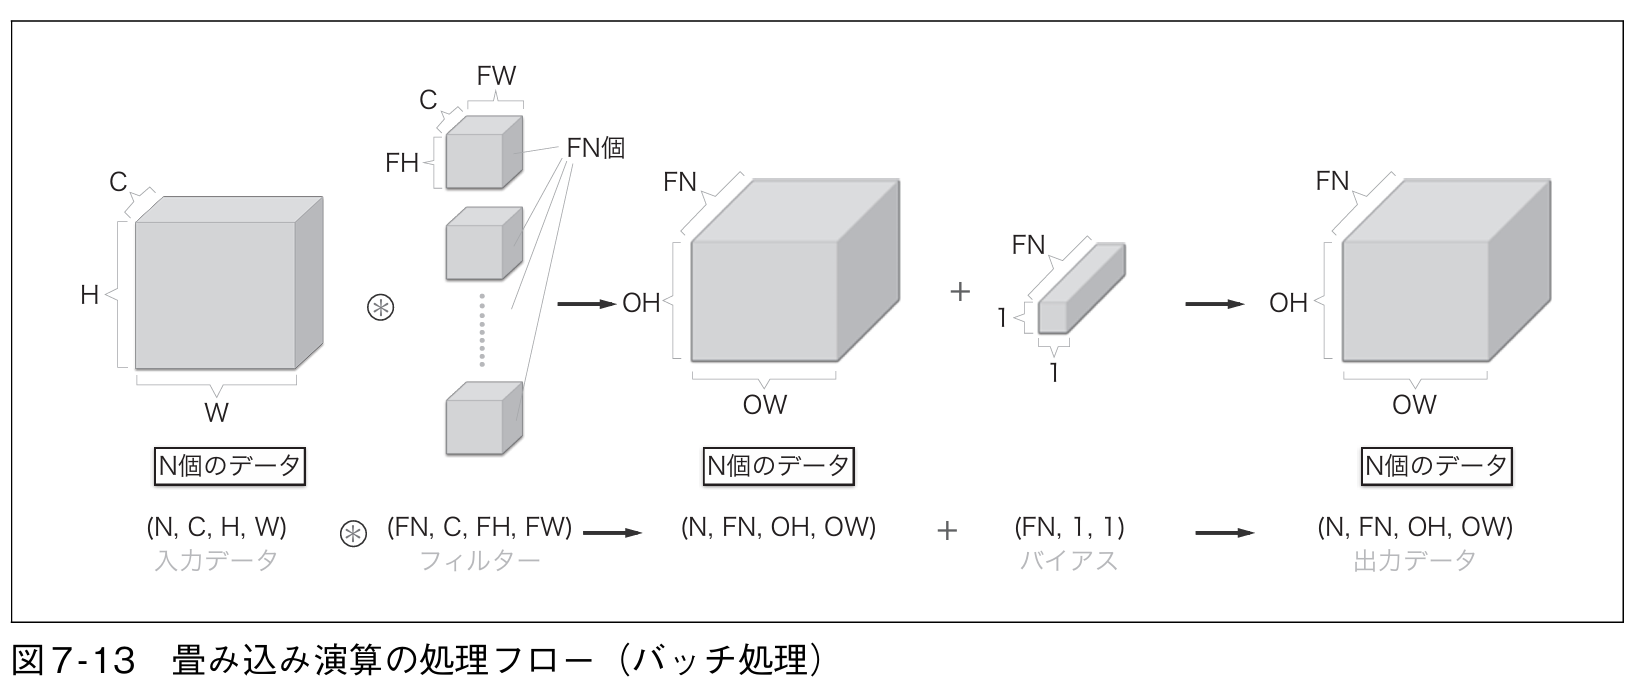 FW
C
FH
FN個
C
H
W
FN
OH
OW
+
FN
1
1
FN
OH
OW
N個のデータ
N個のデータ
N個のデータ
(N, C, H, W) ⊛ (FN, C, FH, FW) → (N, FN, OH, OW) + (FN, 1, 1) → (N, FN, OH, OW)
入力データ フィルター バイアス 出力データ
図7-13 畳み込み演算の処理フロー（バッチ処理）